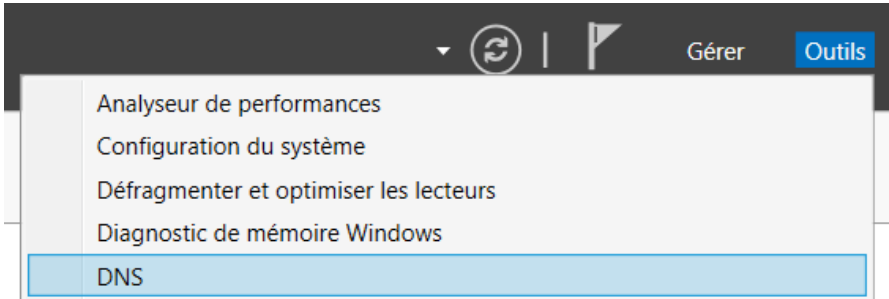 Gérer Outils
Analyseur de performances
Configuration du système
Défragmenter et optimiser les lecteurs
Diagnostic de mémoire Windows
DNS